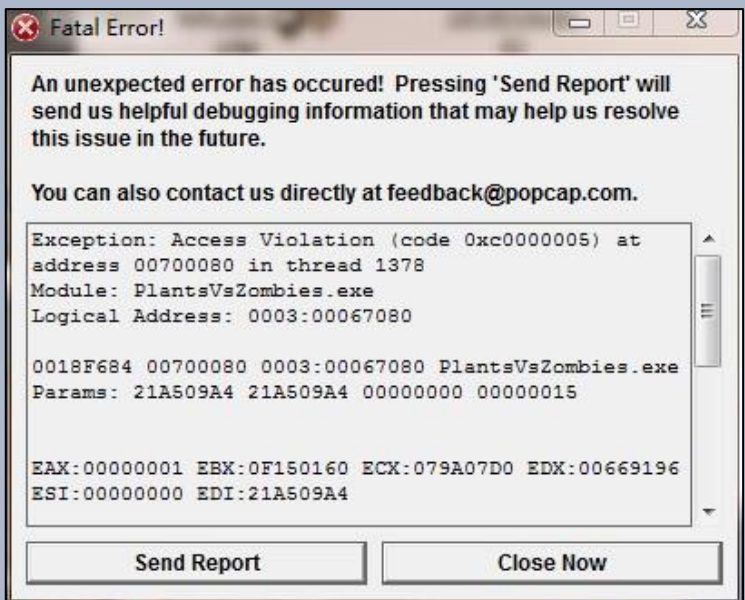 Fatal Error!
An unexpected error has occured!  Pressing 'Send Report' will
send us helpful debugging information that may help us resolve
this issue in the future.
You can also contact us directly at feedback@popcap.com.
Exception: Access Violation (code 0xc0000005) at
address 00700080 in thread 1378
Module: PlantsVsZombies.exe
Logical Address: 0003:00067080
0018F684 00700080 0003:00067080 PlantsVsZombies.exe
Params: 21A509A4 21A509A4 00000000 00000015
EAX:00000001 EBX:0F150160 ECX:079A07D0 EDX:00669196
ESI:00000000 EDI:21A509A4
Send Report
Close Now